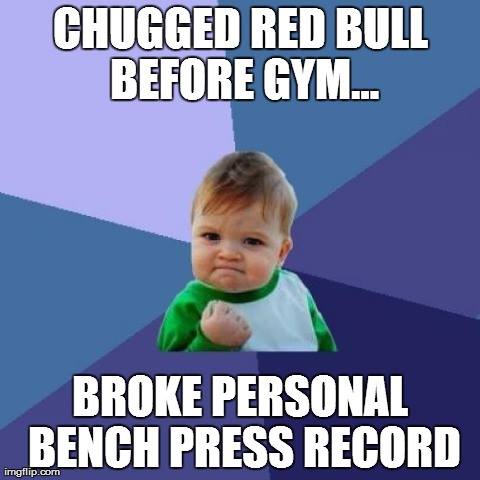 CHUGGED RED BULL
BEFORE GYM...
BROKE PERSONAL
BENCH PRESS RECORD
imgflip.com